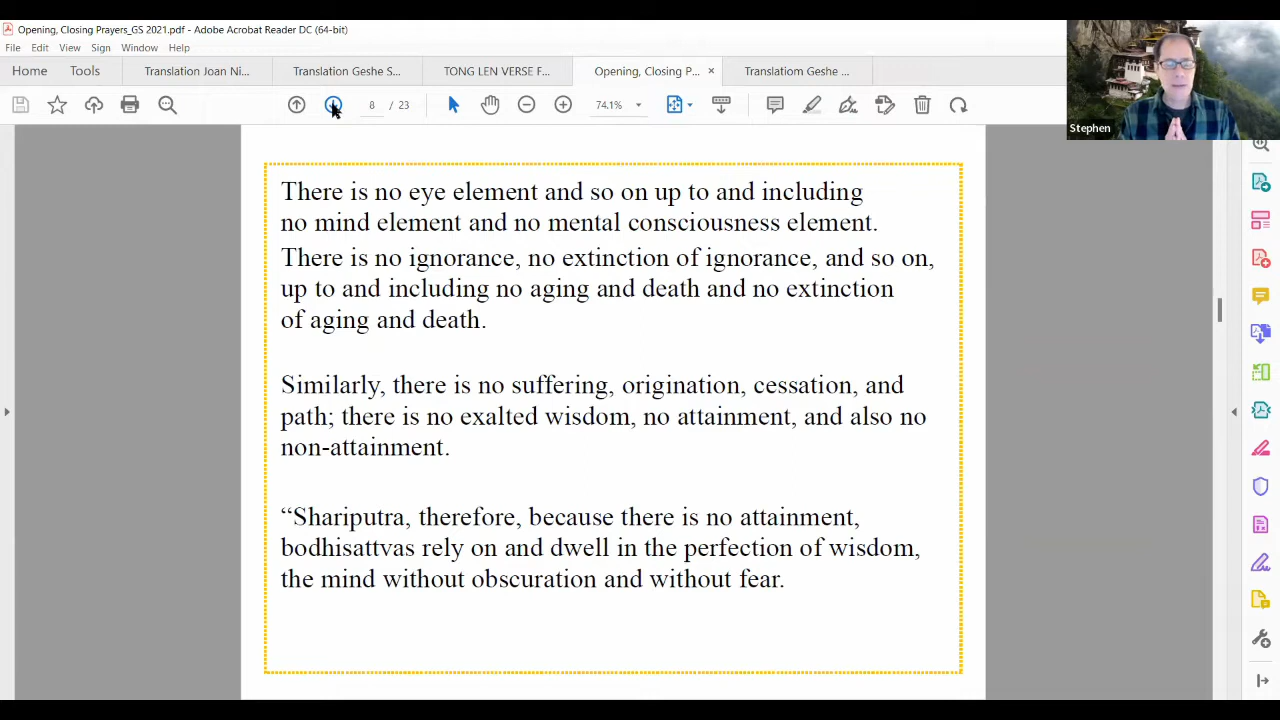 Opening, Closing Prayers_GS 2021.pdf - Adobe Acrobat Reader DC (64-bit)
File Edit View Sign Window Help
Home Tools Translation Joan Ni... Translation Geshe S... TONG LEN VERSE F... Opening, Closing P... × Translatiom Geshe ...
8 / 23 74.1%
Stephen
There is no eye element and so on up to and including
no mind element and no mental consciousness element.
There is no ignorance, no extinction of ignorance, and so on,
up to and including no aging and death and no extinction
of aging and death.
Similarly, there is no suffering, origination, cessation, and
path; there is no exalted wisdom, no attainment, and also no
non-attainment.
“Shariputra, therefore, because there is no attainment,
bodhisattvas rely on and dwell in the perfection of wisdom,
the mind without obscuration and without fear.